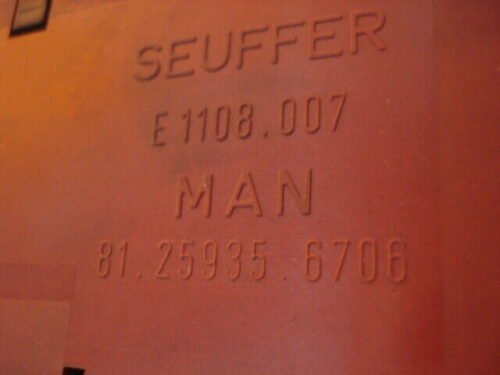 SEUFFER
E 1108.007
MAN
81.25935.6706